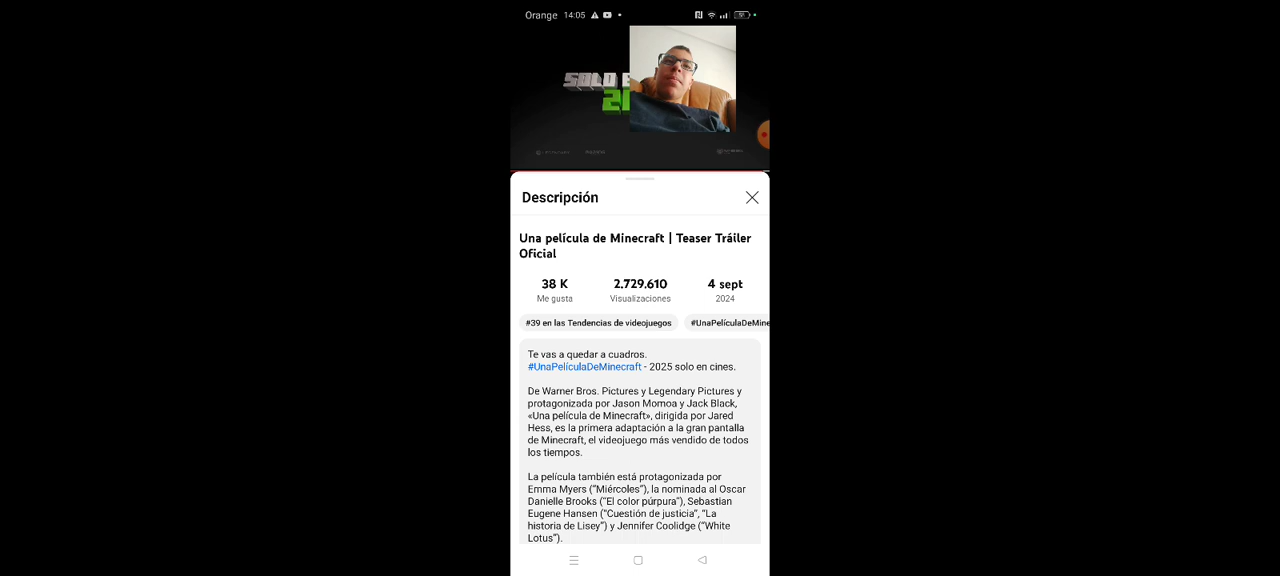 Orange 14:05
SOLO
Descripción
Una película de Minecraft | Teaser Tráiler
Oficial
38 K 2.729.610 4 sept
Me gusta Visualizaciones 2024
#39 en las Tendencias de videojuegos #UnaPelículaDeMine
Te vas a quedar a cuadros.
#UnaPelículaDeMinecraft - 2025 solo en cines.
De Warner Bros. Pictures y Legendary Pictures y
protagonizada por Jason Momoa y Jack Black,
«Una película de Minecraft», dirigida por Jared
Hess, es la primera adaptación a la gran pantalla
de Minecraft, el videojuego más vendido de todos
los tiempos.
La película también está protagonizada por
Emma Myers ("Miércoles"), la nominada al Oscar
Danielle Brooks ("El color púrpura"), Sebastian
Eugene Hansen ("Cuestión de justicia", "La
historia de Lisey") y Jennifer Coolidge ("White
Lotus").